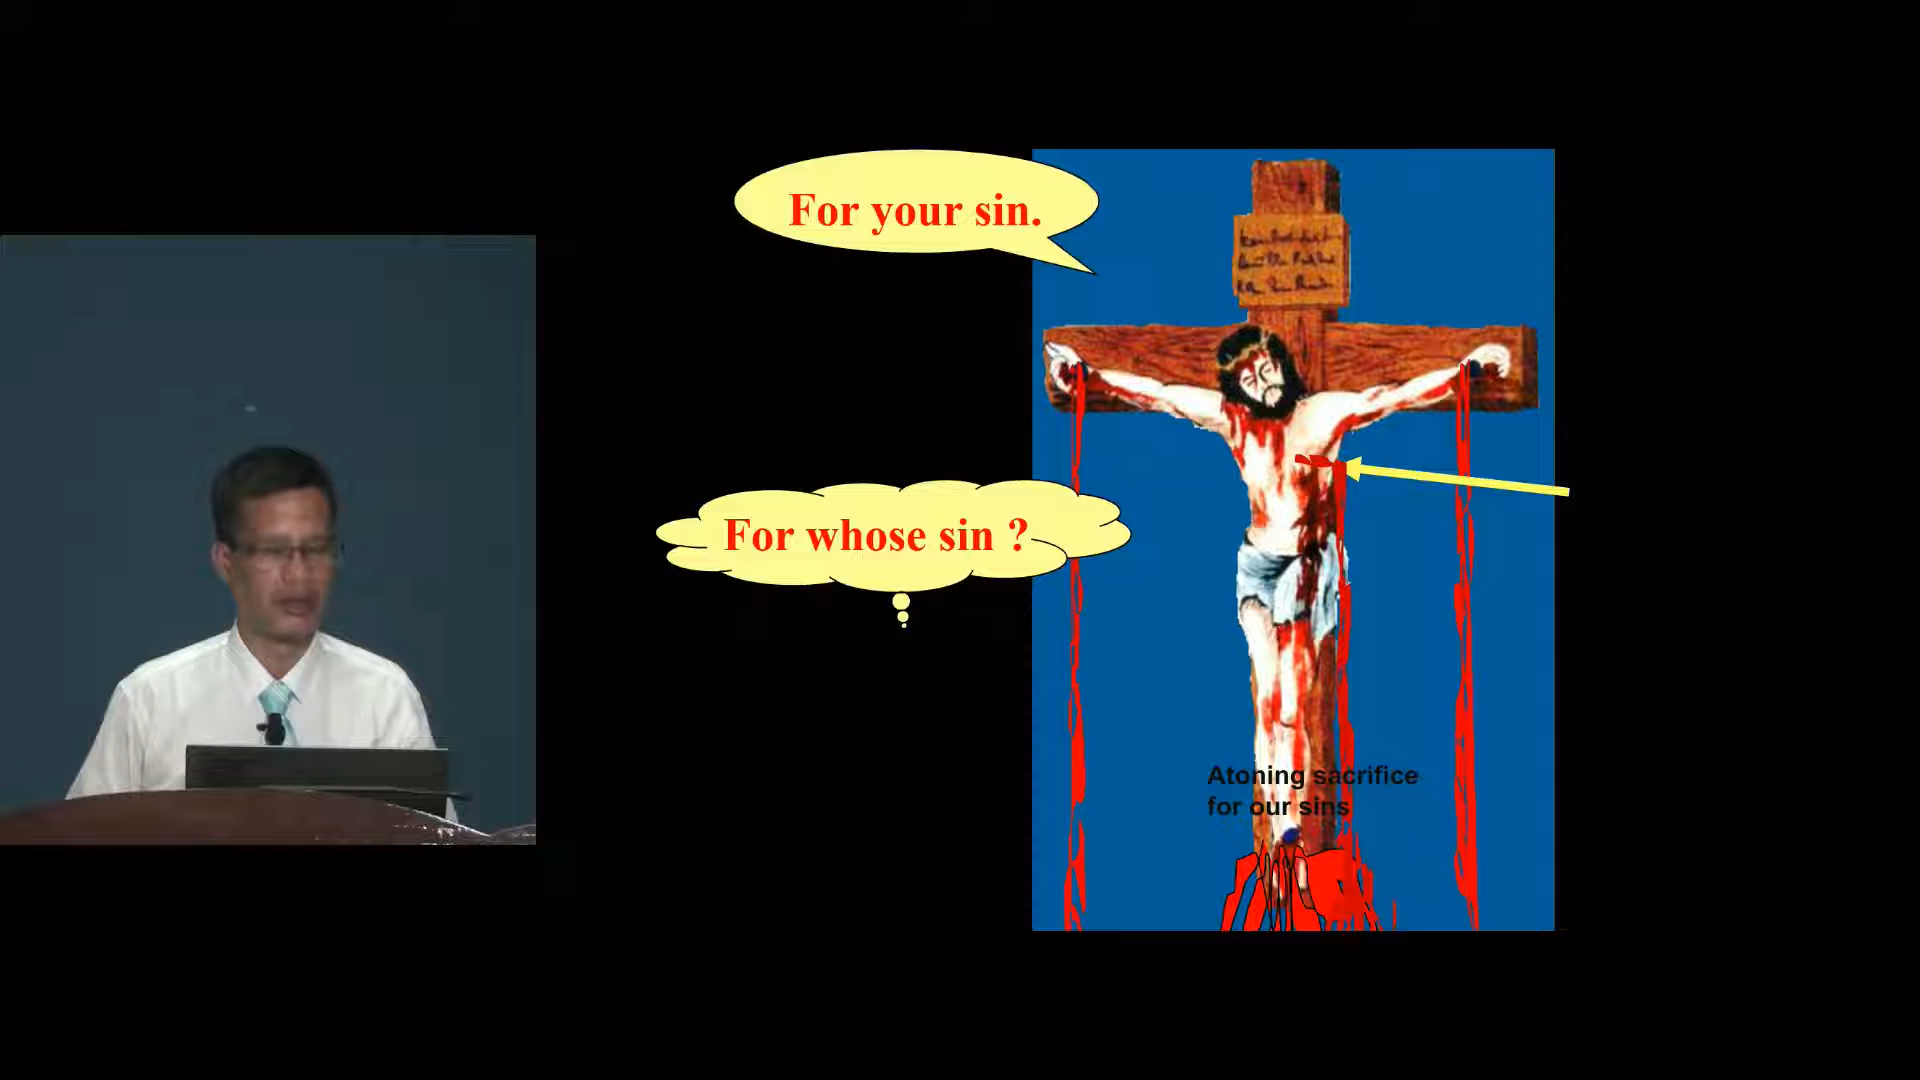 For your sin.
For whose sin ?
Atoning sacrifice
for our sins